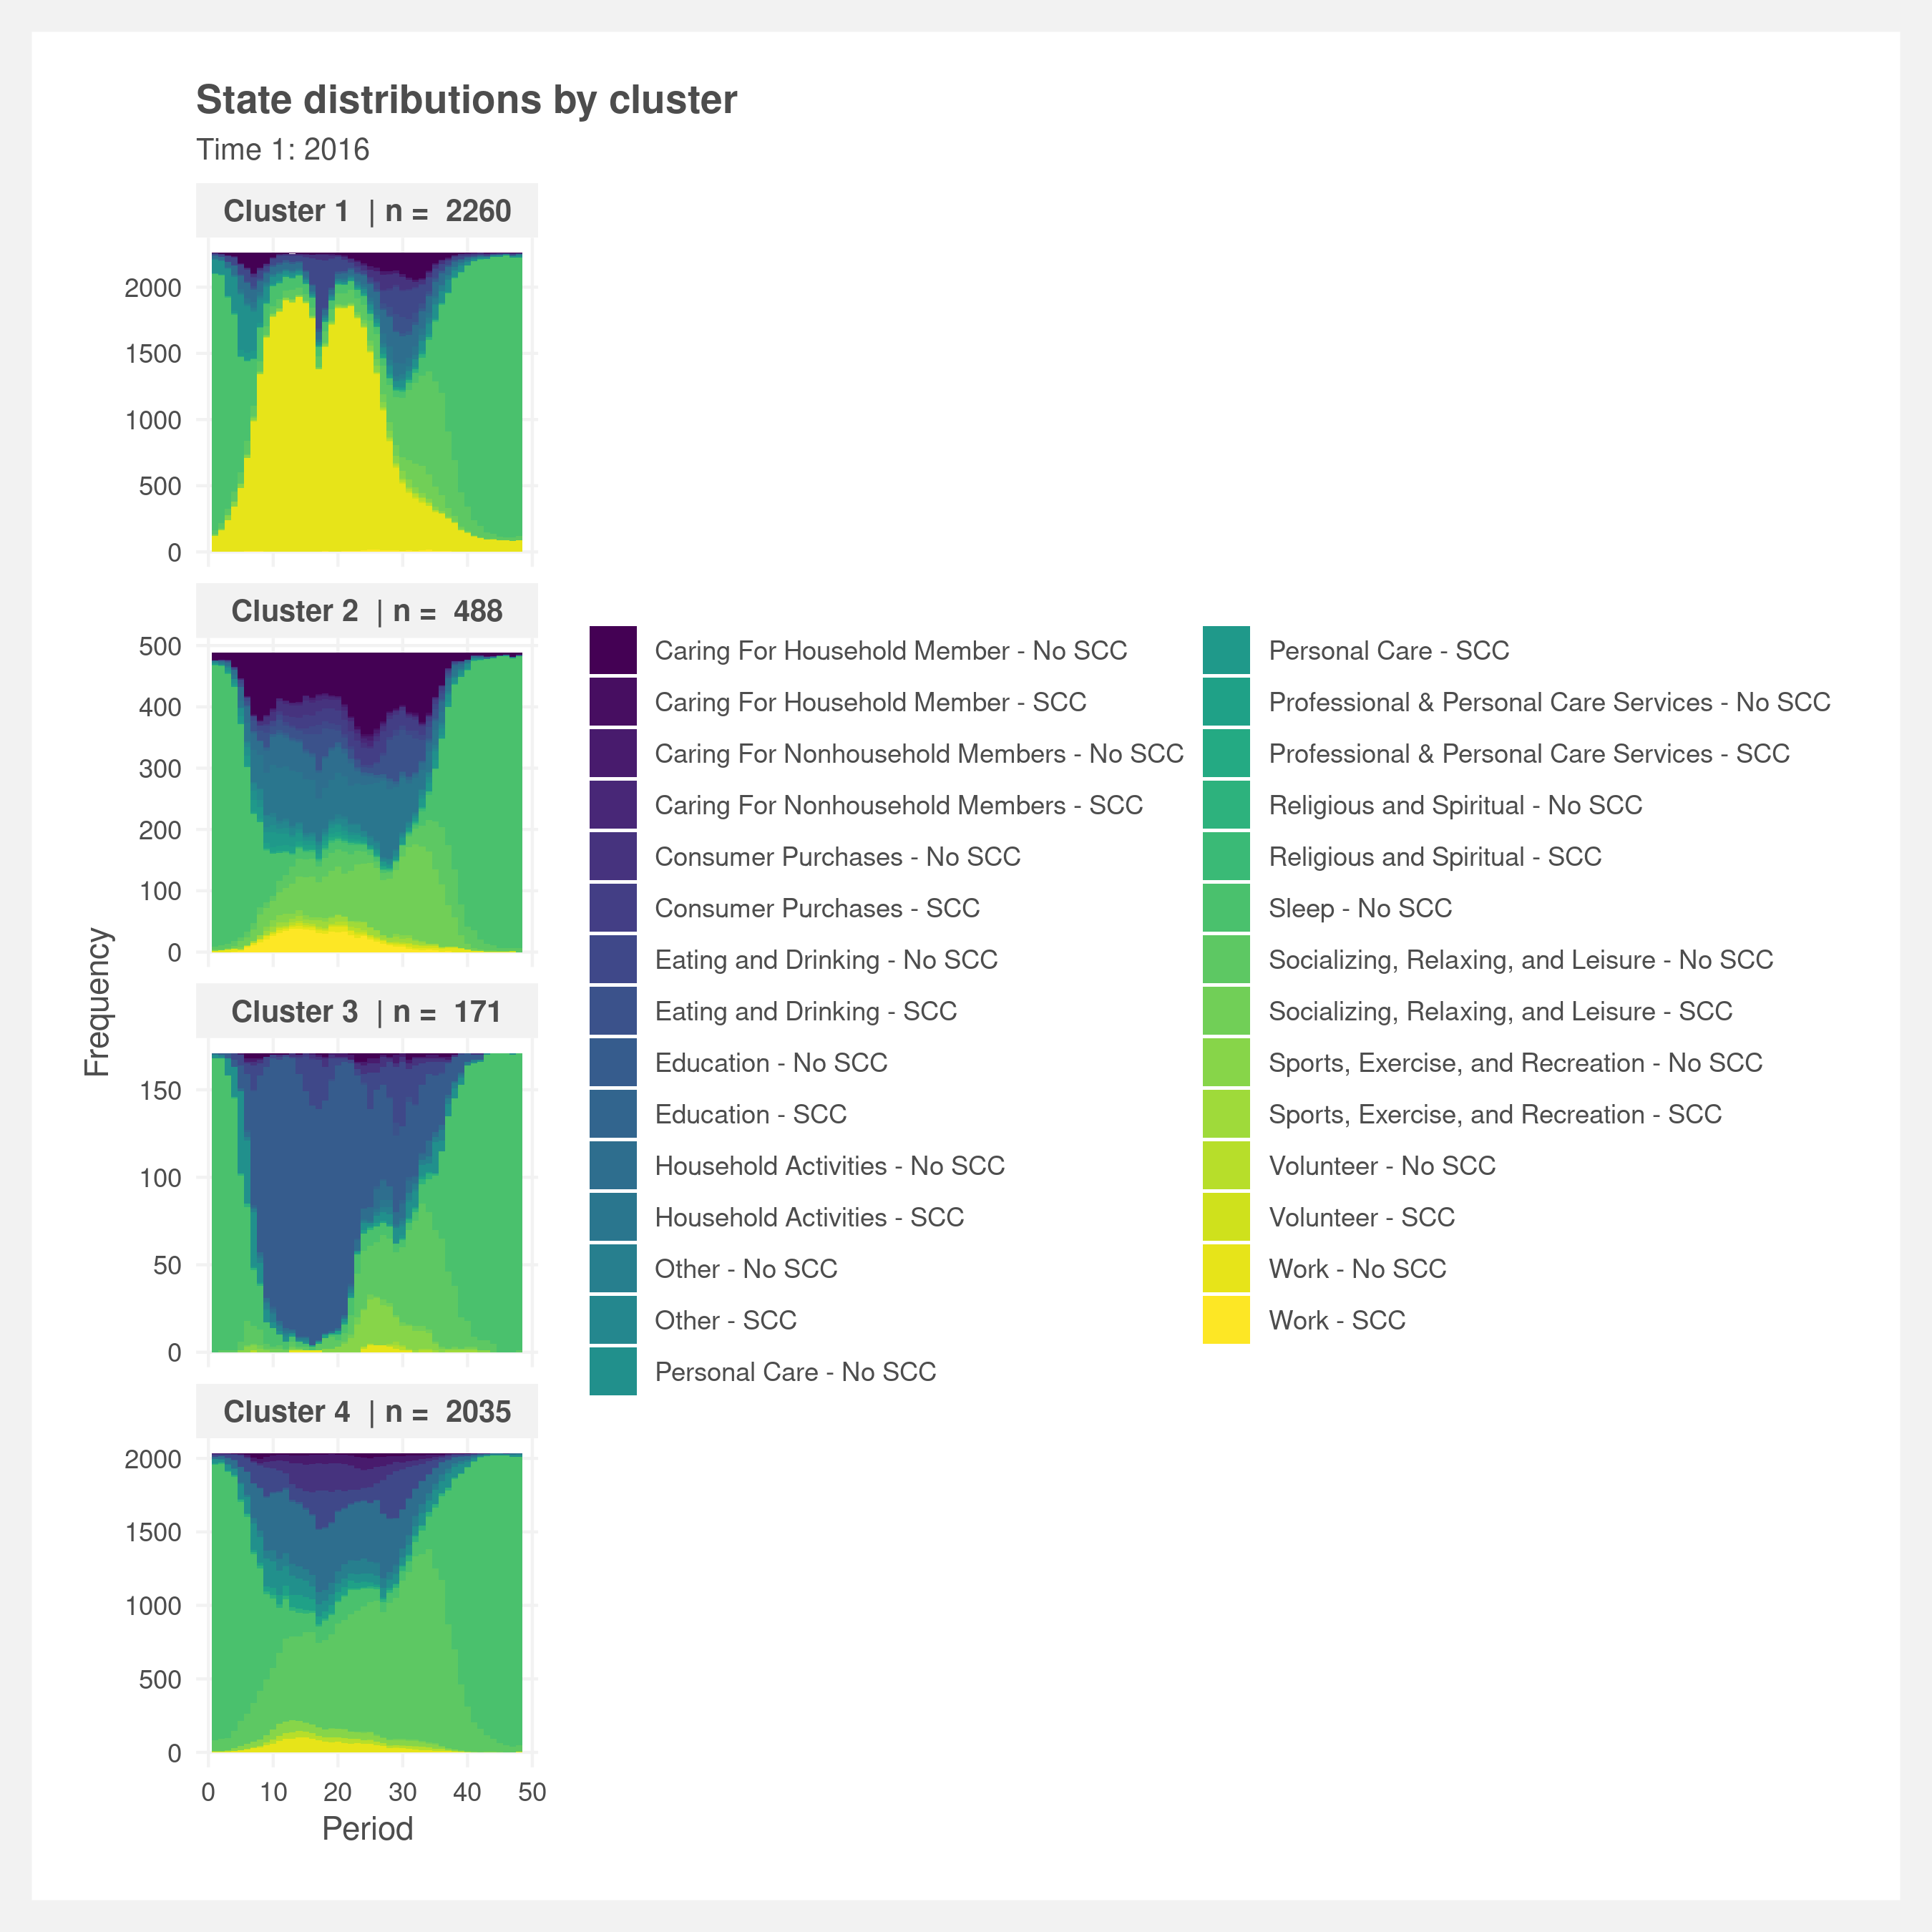 State distributions by cluster
Time 1: 2016
Cluster 1 | n = 2260
2000
1500
1000
500
0
Cluster 2 | n = 488
500
400
300
200
100
0
Cluster 3 | n = 171
150
100
50
0
Cluster 4 | n = 2035
2000
1500
1000
500
0
0 10 20 30 40 50
Period
Frequency
Caring For Household Member - No SCC
Caring For Household Member - SCC
Caring For Nonhousehold Members - No SCC
Caring For Nonhousehold Members - SCC
Consumer Purchases - No SCC
Consumer Purchases - SCC
Eating and Drinking - No SCC
Eating and Drinking - SCC
Education - No SCC
Education - SCC
Household Activities - No SCC
Household Activities - SCC
Other - No SCC
Other - SCC
Personal Care - No SCC
Personal Care - SCC
Professional & Personal Care Services - No SCC
Professional & Personal Care Services - SCC
Religious and Spiritual - No SCC
Religious and Spiritual - SCC
Sleep - No SCC
Socializing, Relaxing, and Leisure - No SCC
Socializing, Relaxing, and Leisure - SCC
Sports, Exercise, and Recreation - No SCC
Sports, Exercise, and Recreation - SCC
Volunteer - No SCC
Volunteer - SCC
Work - No SCC
Work - SCC